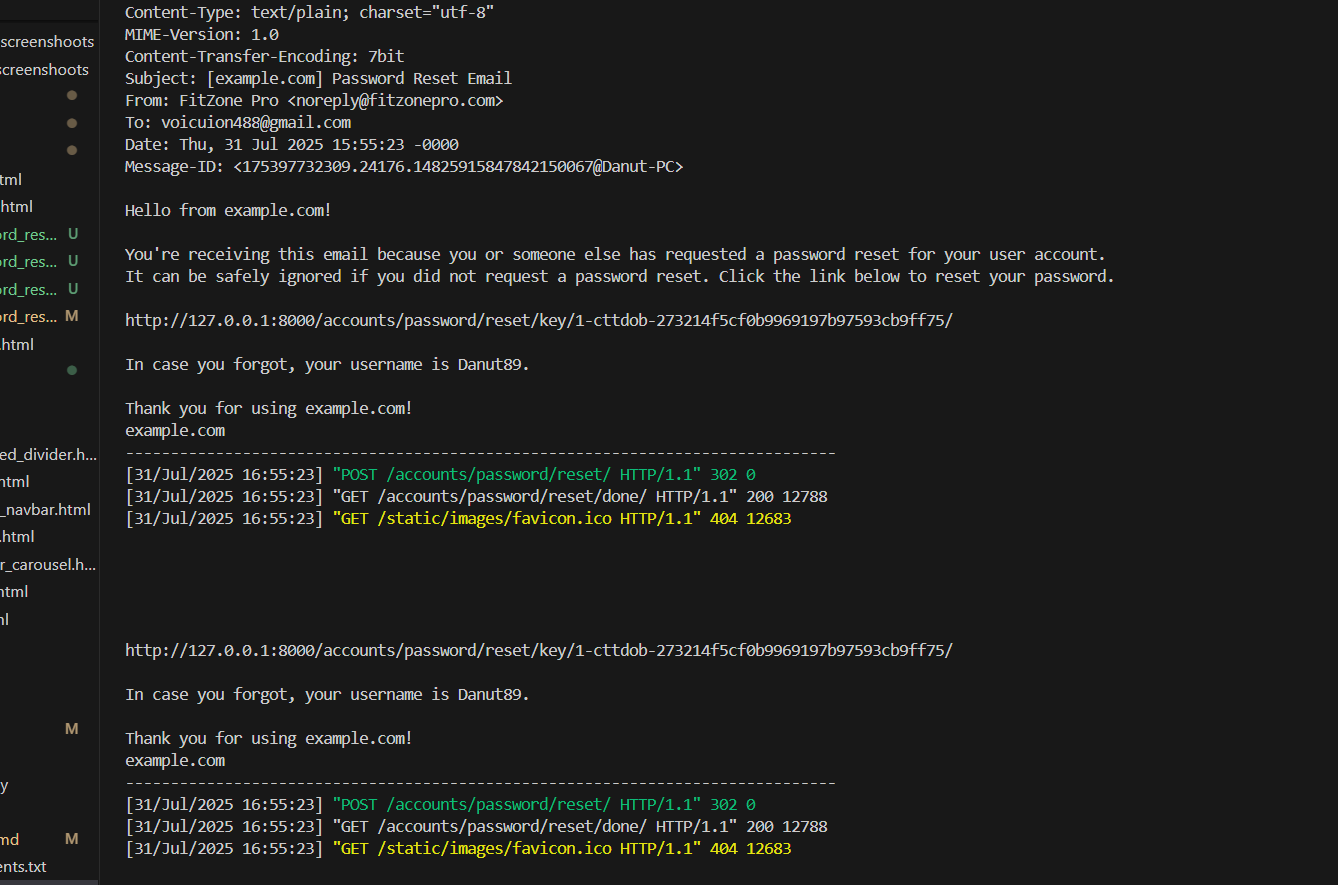 Content-Type: text/plain; charset="utf-8"
MIME-Version: 1.0
Content-Transfer-Encoding: 7bit
Subject: [example.com] Password Reset Email
From: FitZone Pro <noreply@fitzonepro.com>
To: voicuion488@gmail.com
Date: Thu, 31 Jul 2025 15:55:23 -0000
Message-ID: <175397732309.24176.14825915847842150067@Danut-PC>
Hello from example.com!
You're receiving this email because you or someone else has requested a password reset for your user account.
It can be safely ignored if you did not request a password reset. Click the link below to reset your password.
http://127.0.0.1:8000/accounts/password/reset/key/1-cttdob-273214f5cf0b9969197b97593cb9ff75/
In case you forgot, your username is Danut89.
Thank you for using example.com!
example.com
-------------------------------------------------------------------------------
[31/Jul/2025 16:55:23] "POST /accounts/password/reset/ HTTP/1.1" 302 0
[31/Jul/2025 16:55:23] "GET /accounts/password/reset/done/ HTTP/1.1" 200 12788
[31/Jul/2025 16:55:23] "GET /static/images/favicon.ico HTTP/1.1" 404 12683
http://127.0.0.1:8000/accounts/password/reset/key/1-cttdob-273214f5cf0b9969197b97593cb9ff75/
In case you forgot, your username is Danut89.
Thank you for using example.com!
example.com
-------------------------------------------------------------------------------
[31/Jul/2025 16:55:23] "POST /accounts/password/reset/ HTTP/1.1" 302 0
[31/Jul/2025 16:55:23] "GET /accounts/password/reset/done/ HTTP/1.1" 200 12788
[31/Jul/2025 16:55:23] "GET /static/images/favicon.ico HTTP/1.1" 404 12683
screenshoots
screenshoots
tml
html
ord_res... U
ord_res... U
ord_res... U
ord_res... M
.html
ed_divider.h...
html
_navbar.html
.html
r_carousel.h...
html
ml
M
y
md M
ents.txt